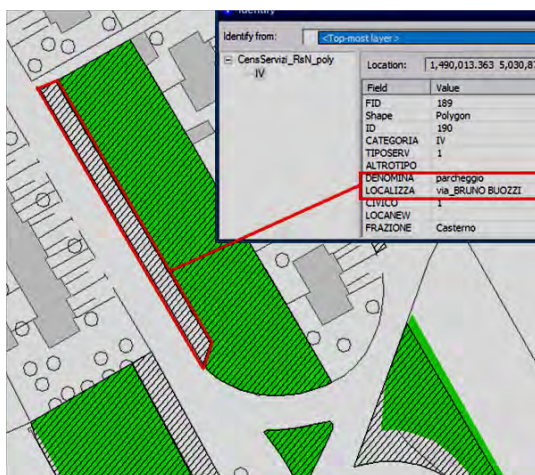 Identify
Identify from: <Top-most layer>
CensServizi_RsN_poly
IV
Location: 1,490,013.363 5,030,8
Field Value
FID 189
Shape Polygon
ID 190
CATEGORIA IV
TIPOSERV 1
ALTROTIPO
DENOMINA parcheggio
LOCALIZZA via_BRUNO BUOZZI
CIVICO 1
LOCANEW
FRAZIONE Casterno